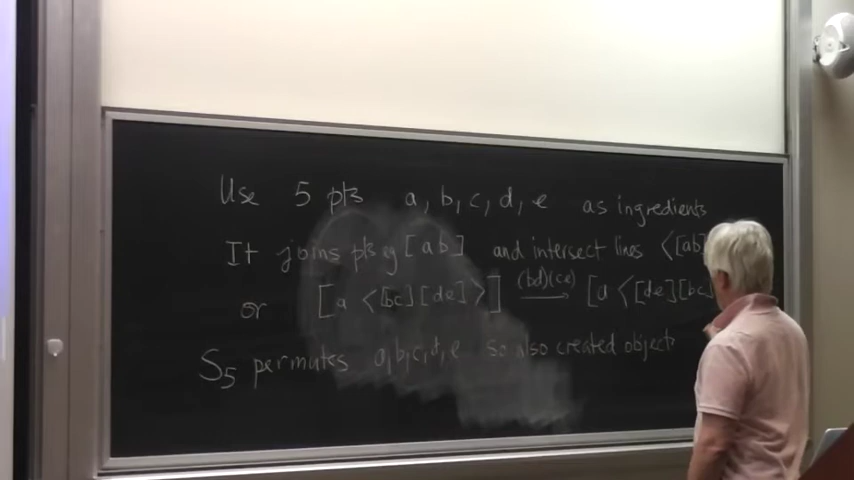 Use 5 pts a, b, c, d, e as ingredients
It joins pts eg [ab] and intersect lines <[ab]
or [a <[bc][de]>] (bd)(ce) → [a <[de][bc]
S5 permutes a,b,c,d,e so also created objects